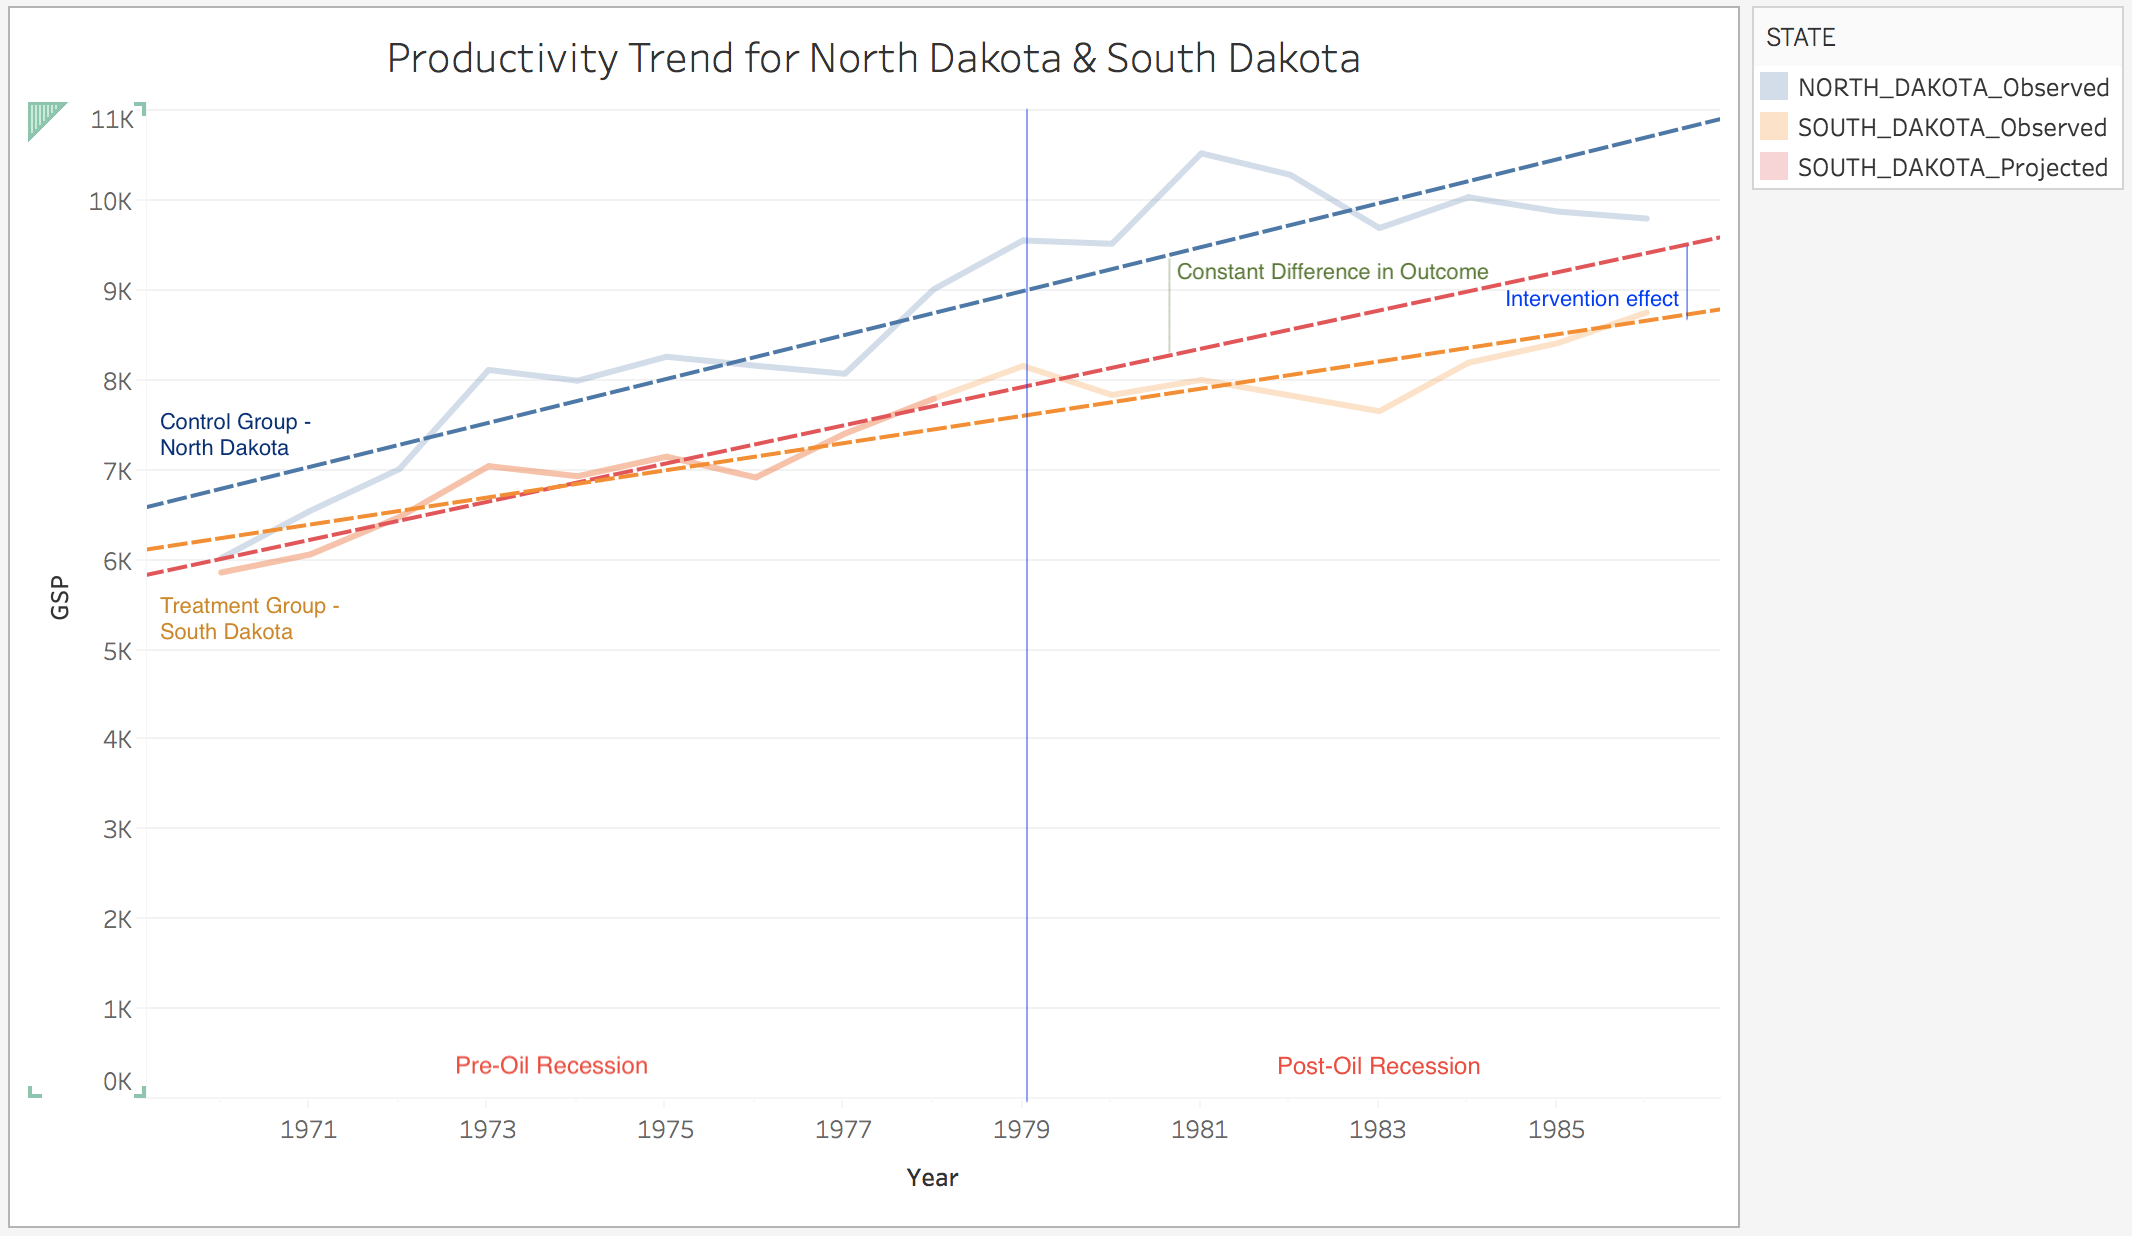 Productivity Trend for North Dakota & South Dakota
STATE
NORTH_DAKOTA_Observed
SOUTH_DAKOTA_Observed
SOUTH_DAKOTA_Projected
11K
10K
9K
8K
7K
6K
5K
4K
3K
2K
1K
0K
GSP
Constant Difference in Outcome
Intervention effect
Control Group -
North Dakota
Treatment Group -
South Dakota
Pre-Oil Recession
Post-Oil Recession
1971
1973
1975
1977
1979
1981
1983
1985
Year